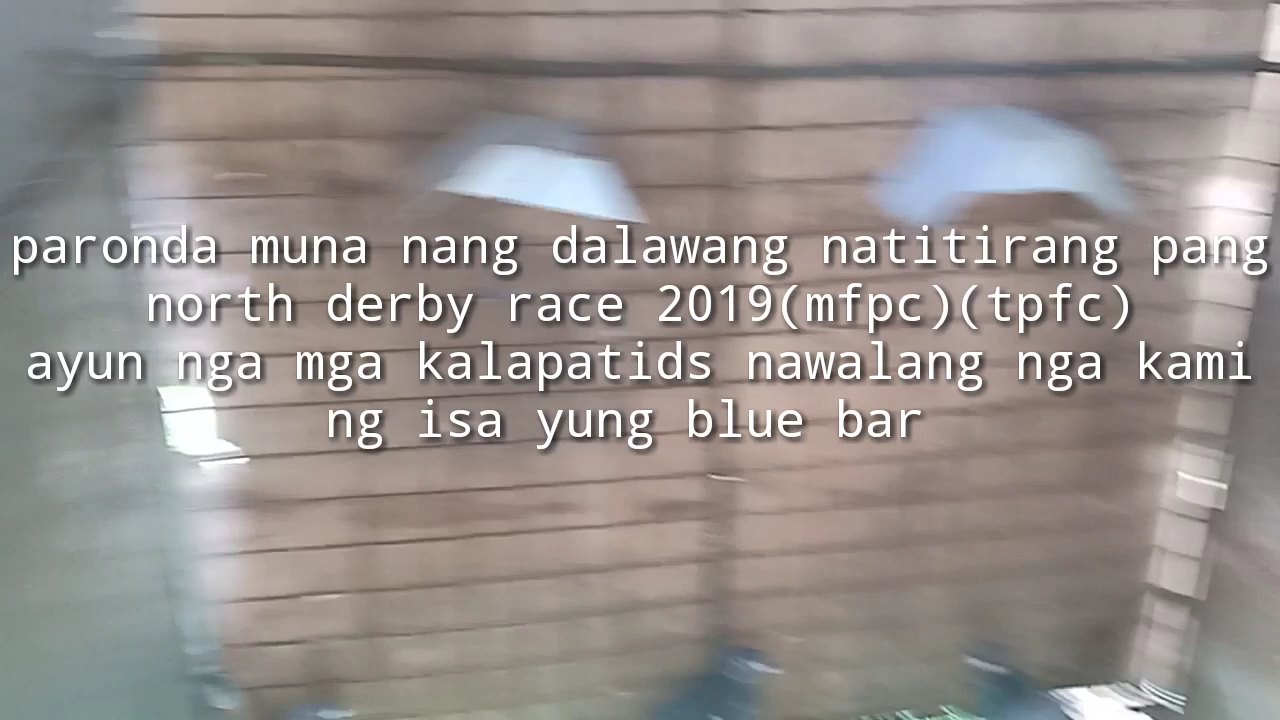 paronda muna nang dalawang natitirang pang
north derby race 2019(mfpc)(tpfc)
ayun nga mga kalapatids nawalang nga kami
ng isa yung blue bar